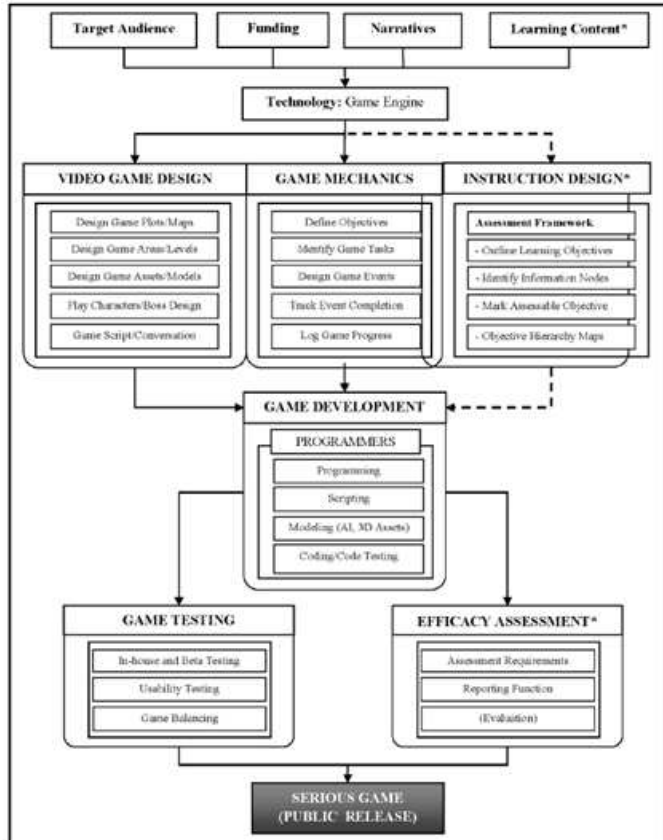 Target Audience
Funding
Narratives
Learning Content*
Technology: Game Engine
VIDEO GAME DESIGN
Design Game Plots/Maps
Design Game Areas/Levels
Design Game Assets/Models
Play Characters/Boss Design
Game Script/Conversation
GAME MECHANICS
Define Objectives
Identify Game Tasks
Design Game Events
Track Event Completion
Log Game Progress
INSTRUCTION DESIGN*
Assessment Framework
- Outline Learning Objectives
- Identify Information Nodes
- Mark Assessable Objective
- Objective Hierarchy Maps
GAME DEVELOPMENT
PROGRAMMERS
Programming
Scripting
Modeling (AI, 3D Assets)
Coding/Code Testing
GAME TESTING
In-house and Beta Testing
Usability Testing
Game Balancing
EFFICACY ASSESSMENT*
Assessment Requirements
Reporting Function
(Evaluation)
SERIOUS GAME
(PUBLIC RELEASE)